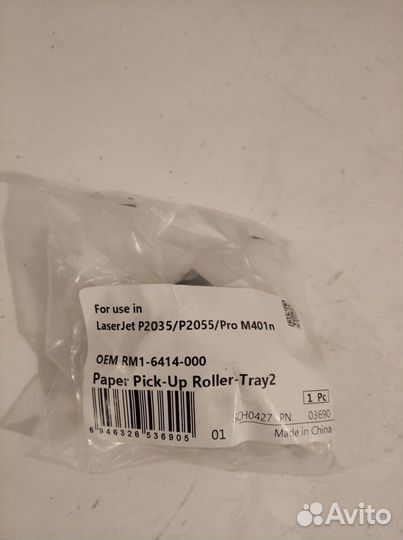 For use in
LaserJet P2035/P2055/Pro M401n
OEM RM1-6414-000
Paper Pick-Up Roller-Tray2
1 Pc
CH0427 PN: 03690
6 946326 536905 01
Made in China
Avito